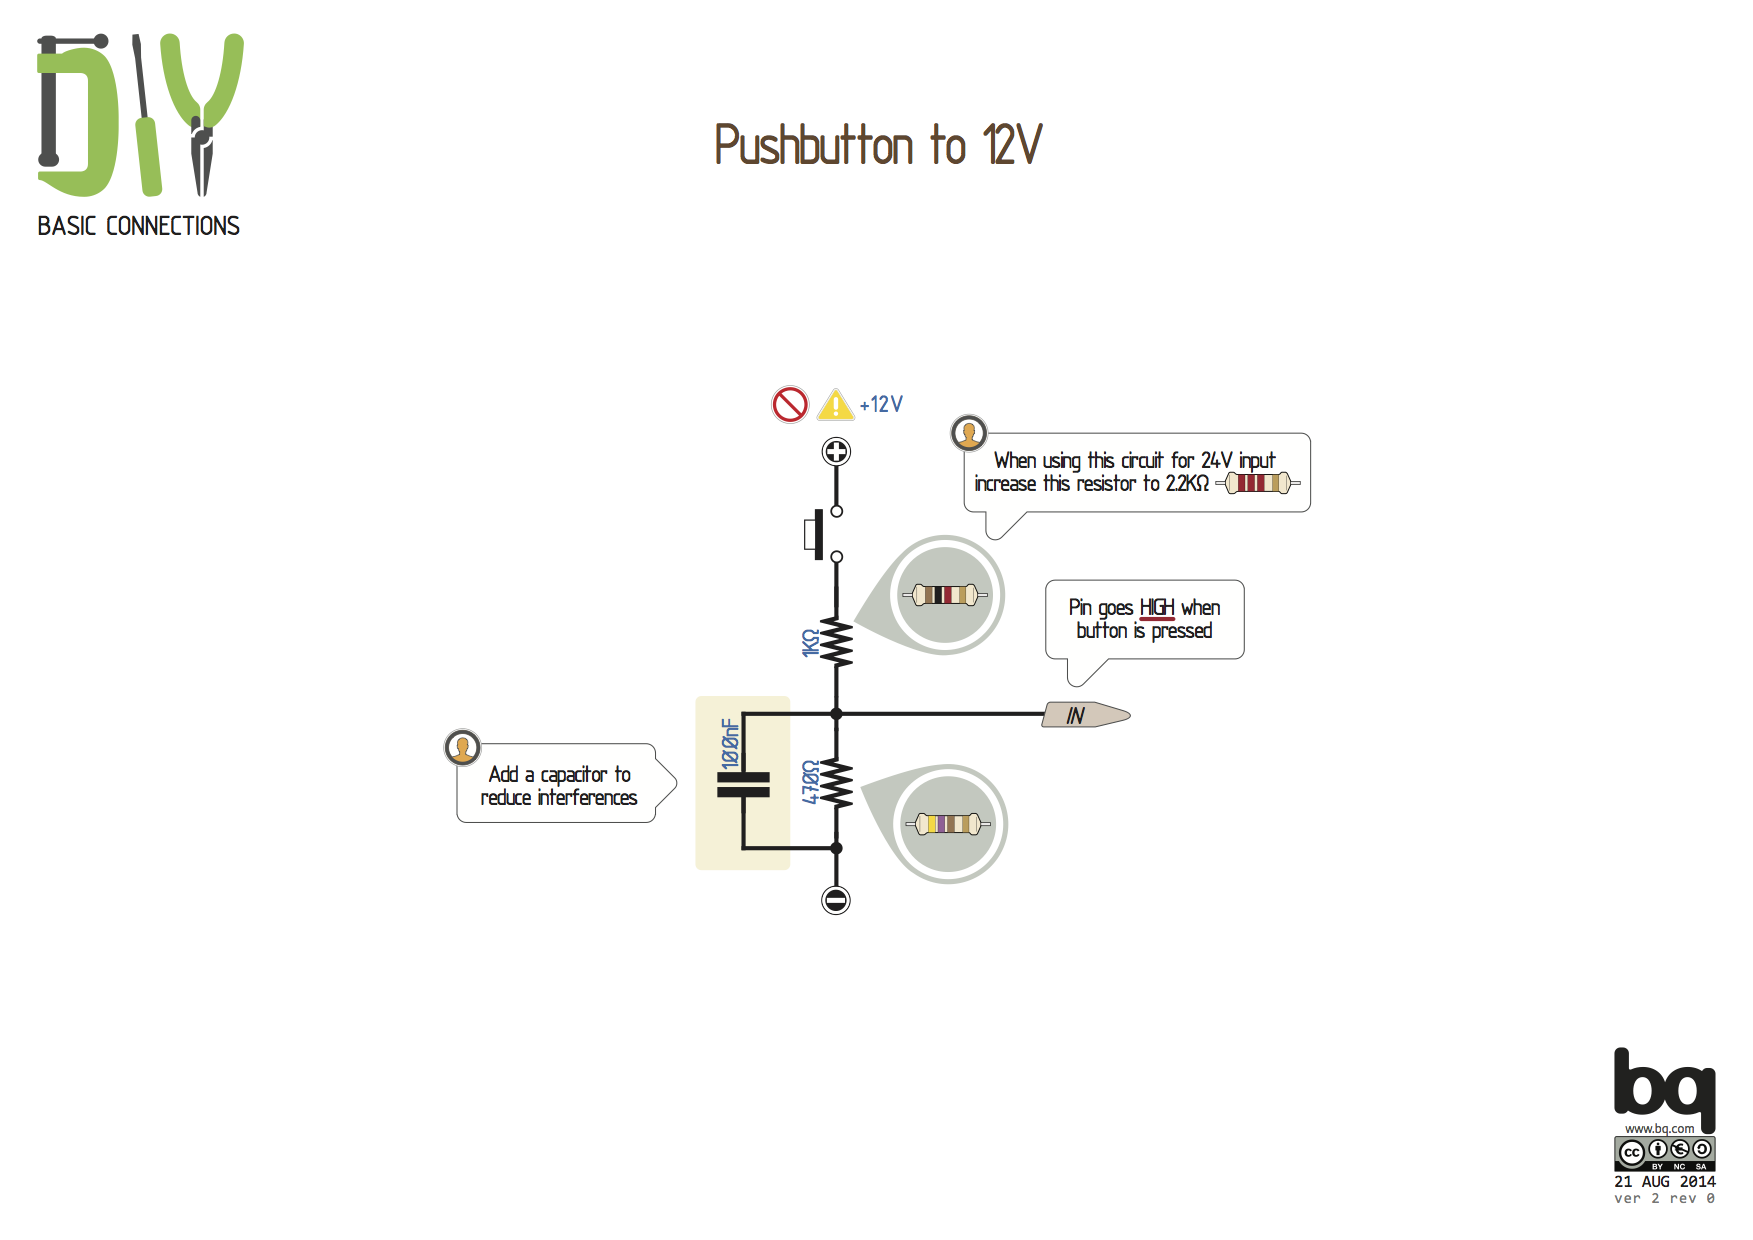 DIY
BASIC CONNECTIONS
Pushbutton to 12V
+12V
When using this circuit for 24V input
increase this resistor to 2.2KΩ
1KΩ
Pin goes HIGH when
button is pressed
IN
100nF
470Ω
Add a capacitor to
reduce interferences
bq
www.bq.com
cc
BY NC SA
21 AUG 2014
ver 2 rev 0